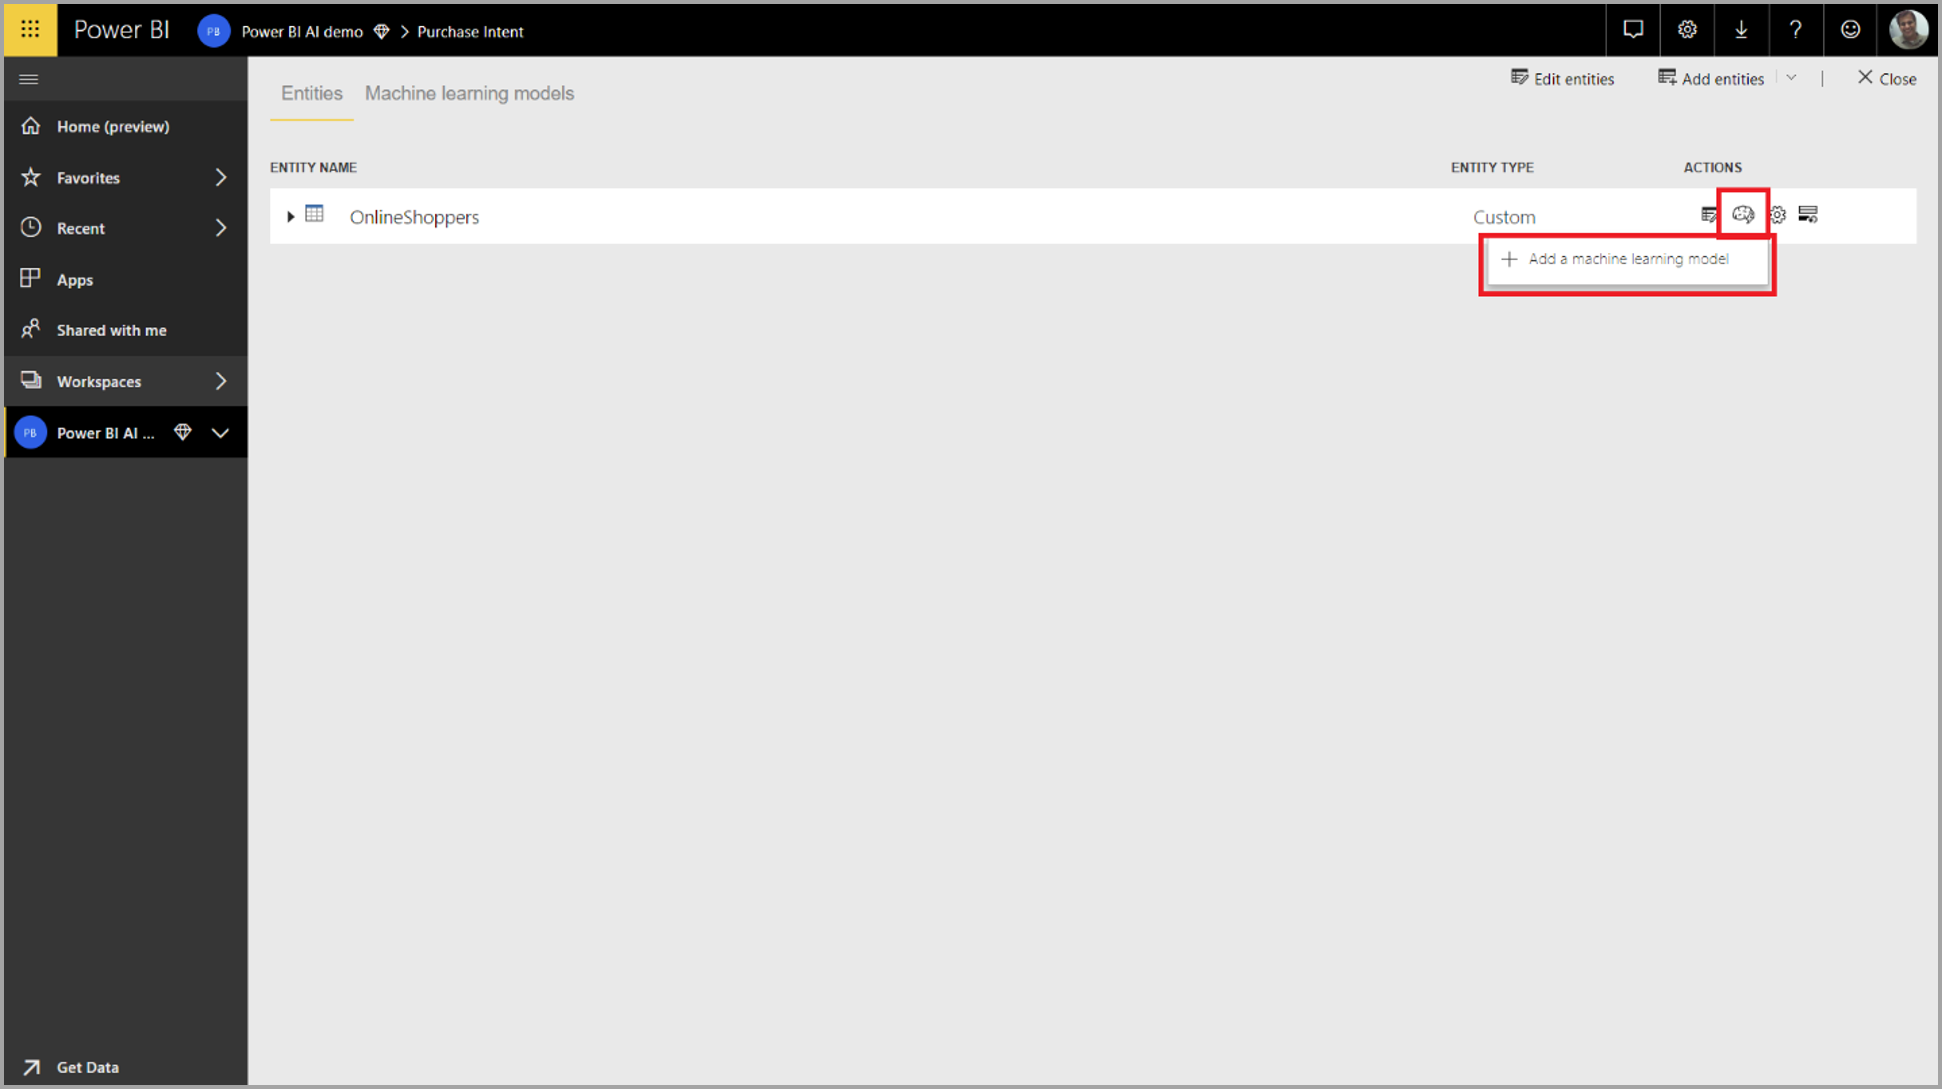 Power BI
PB
Power BI AI demo
Purchase Intent
?
Entities
Machine learning models
Edit entities
Add entities
Close
Home (preview)
Favorites
Recent
Apps
Shared with me
Workspaces
PB
Power BI AI ...
Get Data
ENTITY NAME
ENTITY TYPE
ACTIONS
OnlineShoppers
Custom
Add a machine learning model